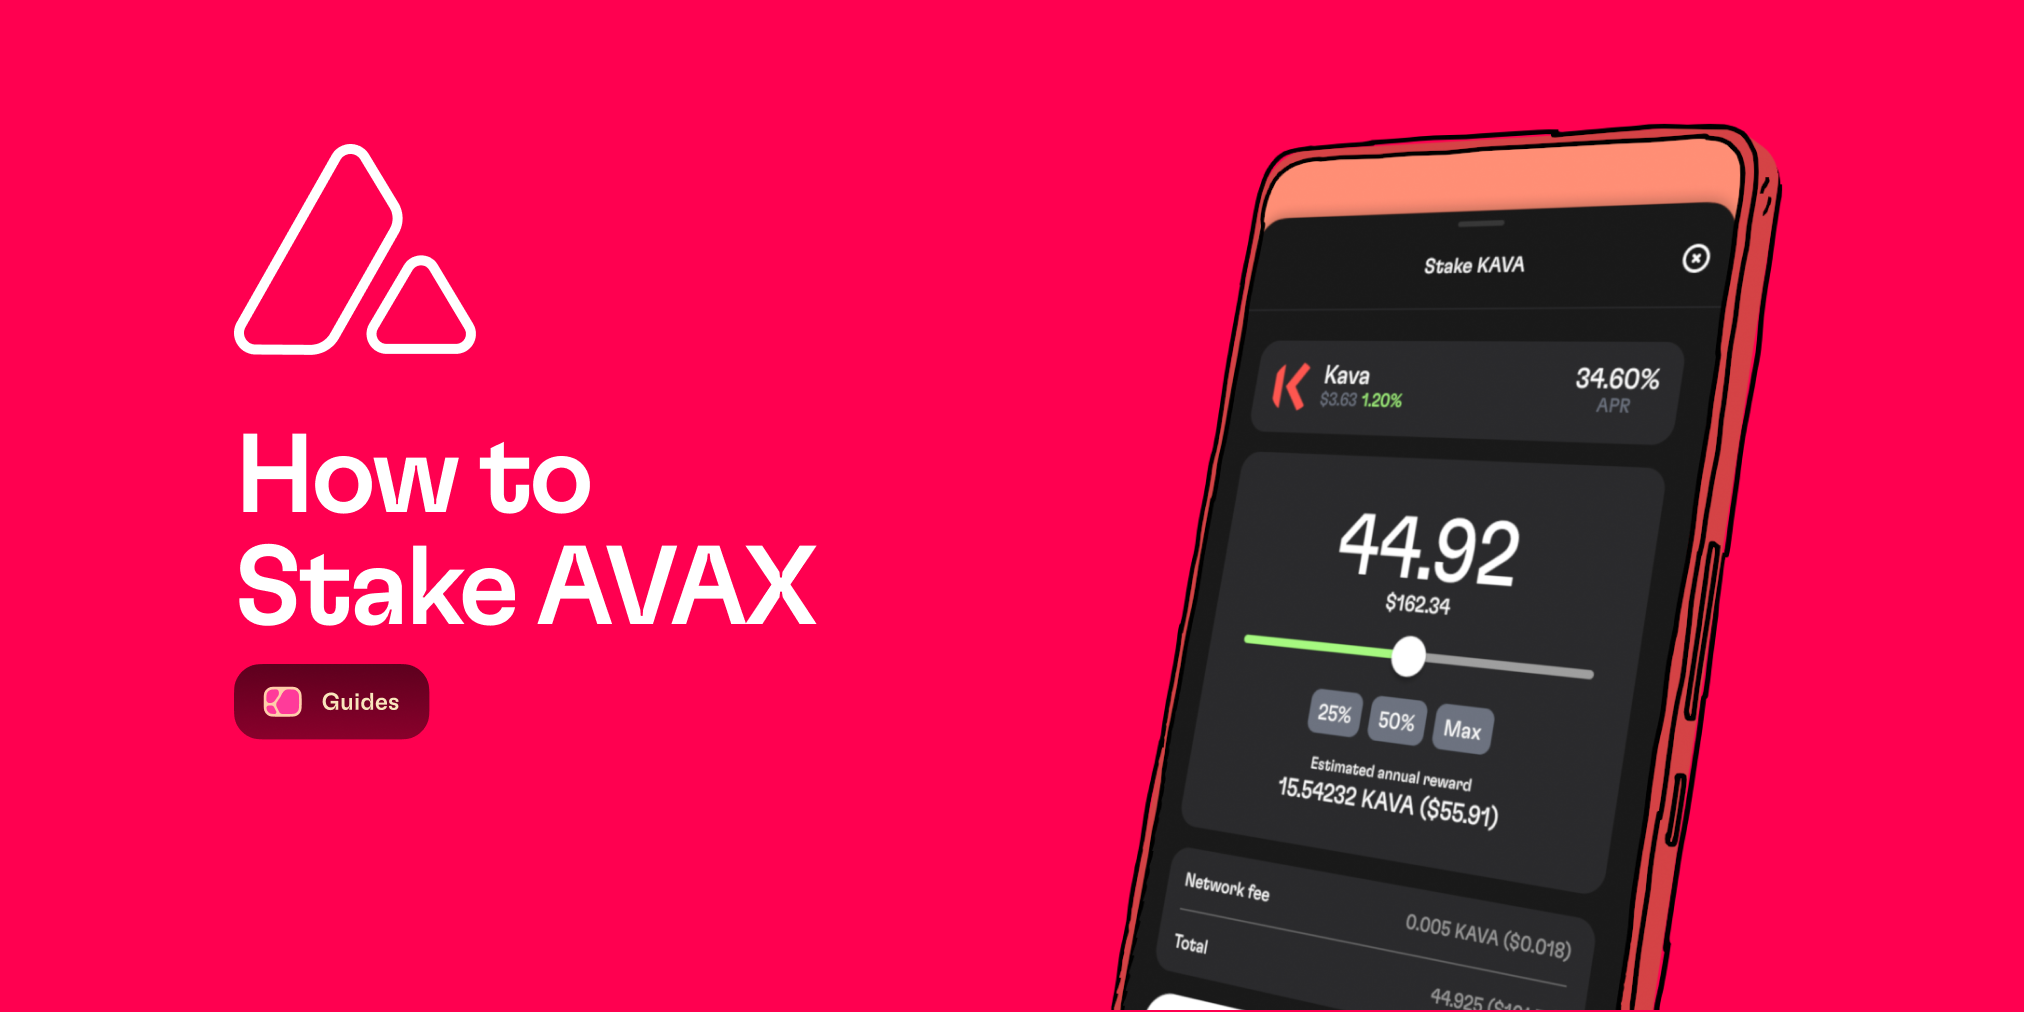 How to
Stake AVAX
Guides
Stake KAVA
Kava
$3.63 1.20%
34.60%
APR
44.92
$162.34
25% 50% Max
Estimated annual reward
15.54232 KAVA ($55.91)
Network fee
0.005 KAVA ($0.018)
Total
44.925